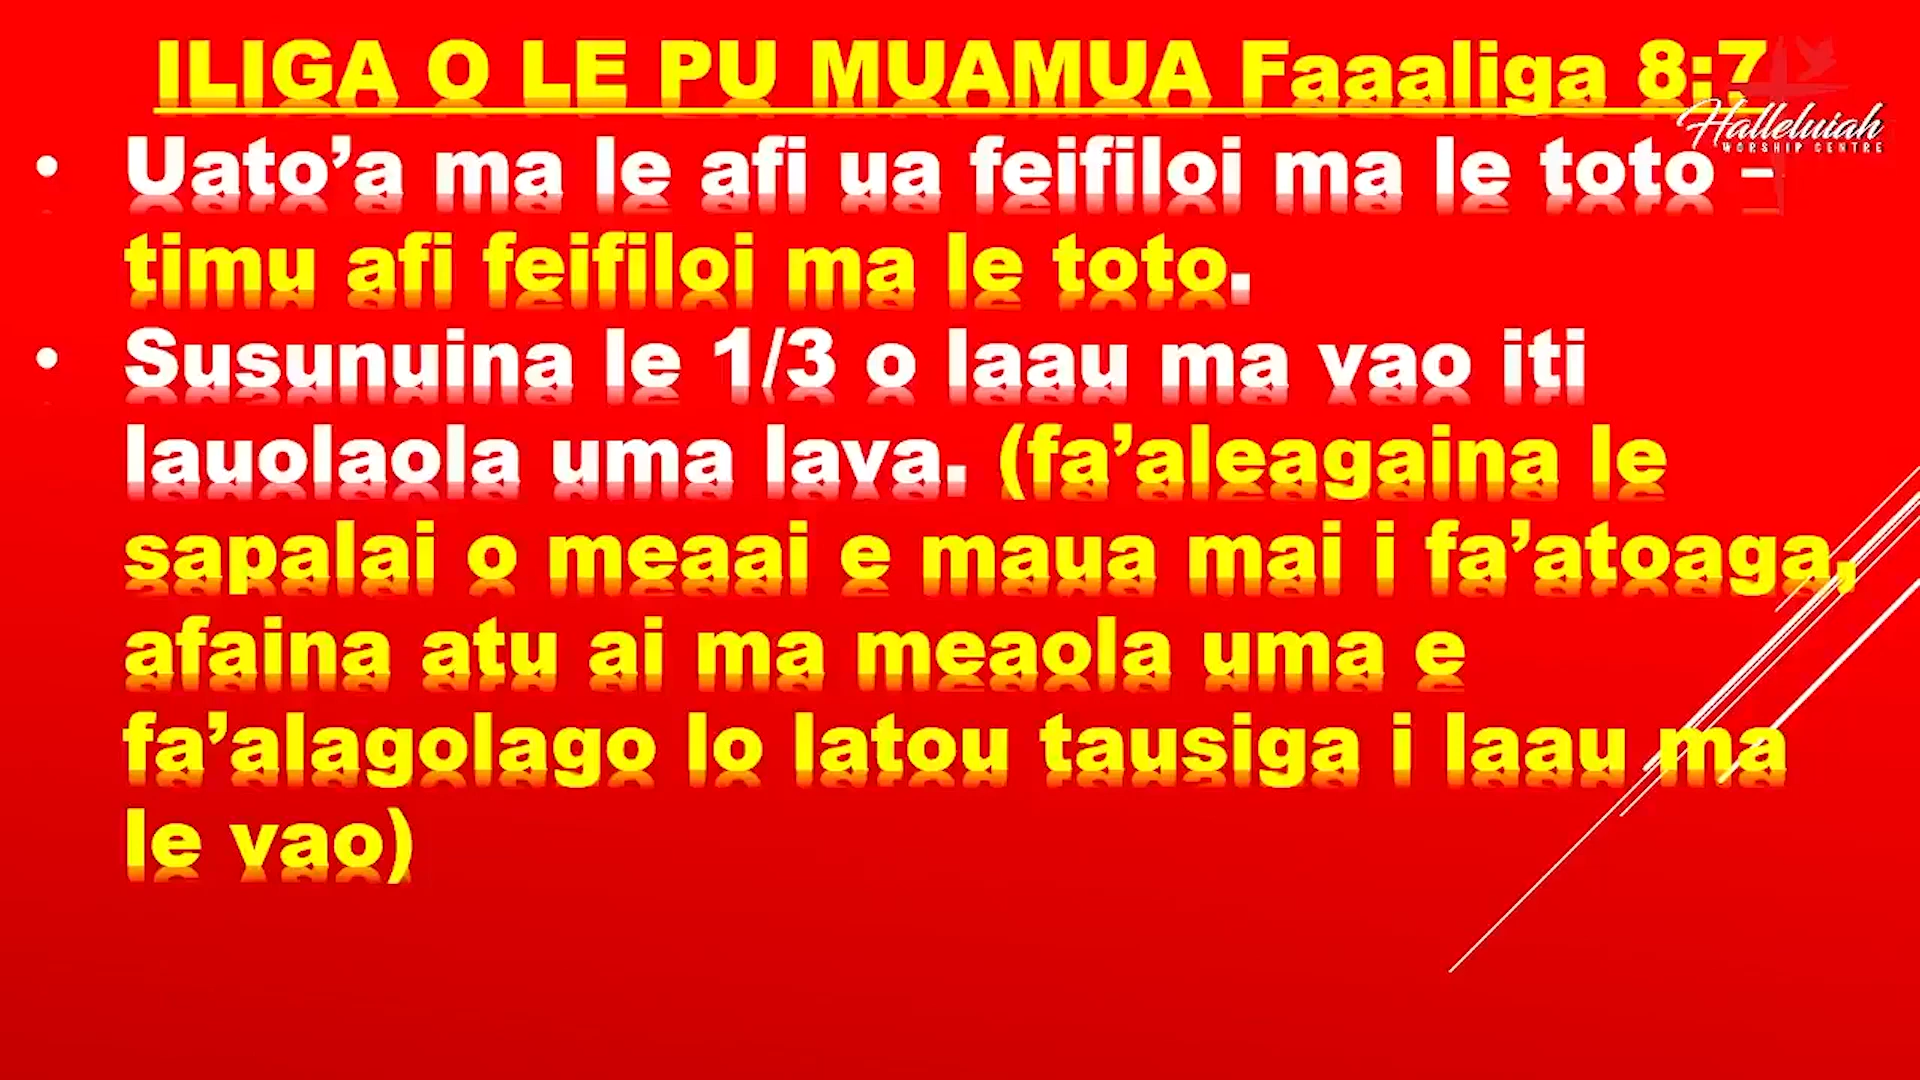 ILIGA O LE PU MUAMUA Faaaliga 8:7
Halleluiah
WORSHIP CENTRE
• Uato’a ma le afi ua feifiloi ma le toto –
timu afi feifiloi ma le toto.
• Susunuina le 1/3 o laau ma vao iti
lauolaola uma lava. (fa’aleagaina le
sapalai o meaai e maua mai i fa’atoaga,
afaina atu ai ma meaola uma e
fa’alagolago lo latou tausiga i laau ma
le vao)